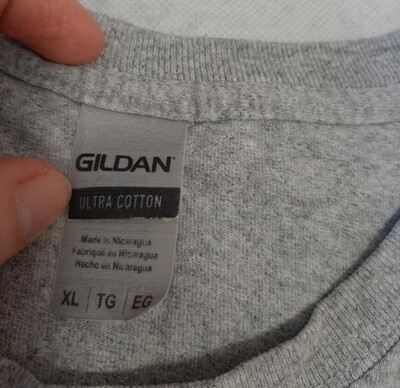 GILDAN
ULTRA COTTON
Made in Nicaragua
Fabriqué au Nicaragua
Hecho en Nicaragua
XL | TG | EG